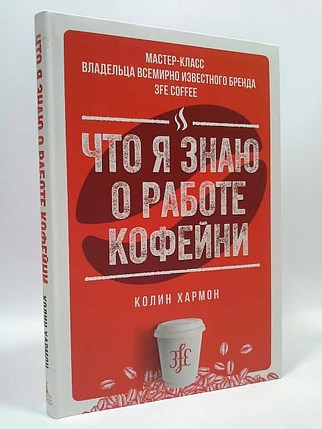 МАСТЕР-КЛАСС
ВЛАДЕЛЬЦА ВСЕМИРНО ИЗВЕСТНОГО БРЕНДА
3FE COFFEE
ЧТО Я ЗНАЮ
О РАБОТЕ
КОФЕЙНИ
КОЛИН ХАРМОН
3fe
ЧТО Я ЗНАЮ О РАБОТЕ КОФЕЙНИ
КОЛИН ХАРМОН